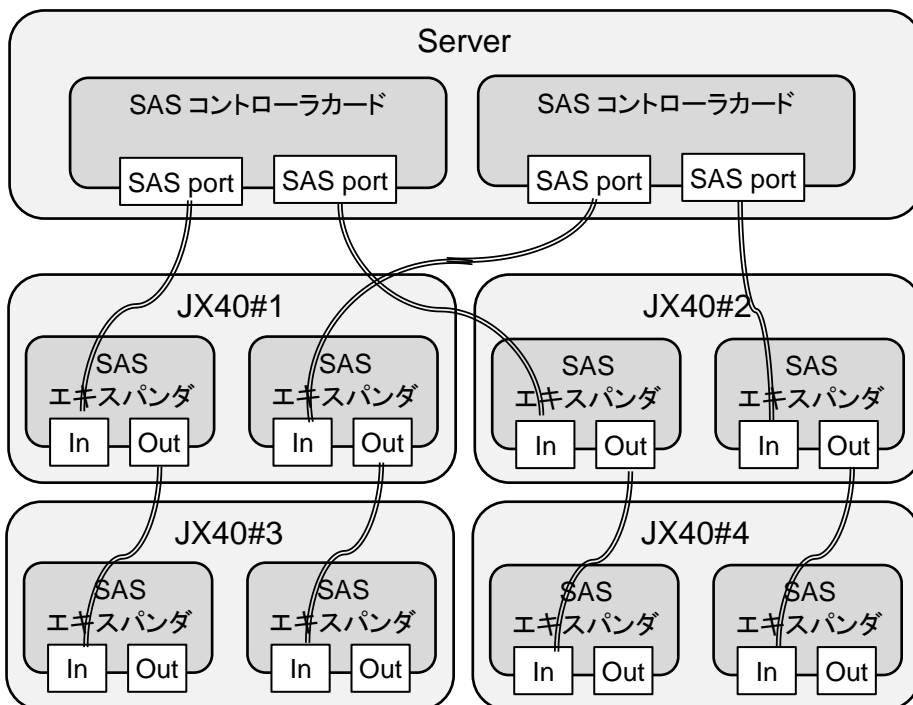 Server
SAS コントローラカード
SAS コントローラカード
SAS port
SAS port
SAS port
SAS port
JX40#1
JX40#2
SAS
エキスパンダ
SAS
エキスパンダ
SAS
エキスパンダ
SAS
エキスパンダ
In
Out
In
Out
In
Out
In
Out
JX40#3
JX40#4
SAS
エキスパンダ
SAS
エキスパンダ
SAS
エキスパンダ
SAS
エキスパンダ
In
Out
In
Out
In
Out
In
Out